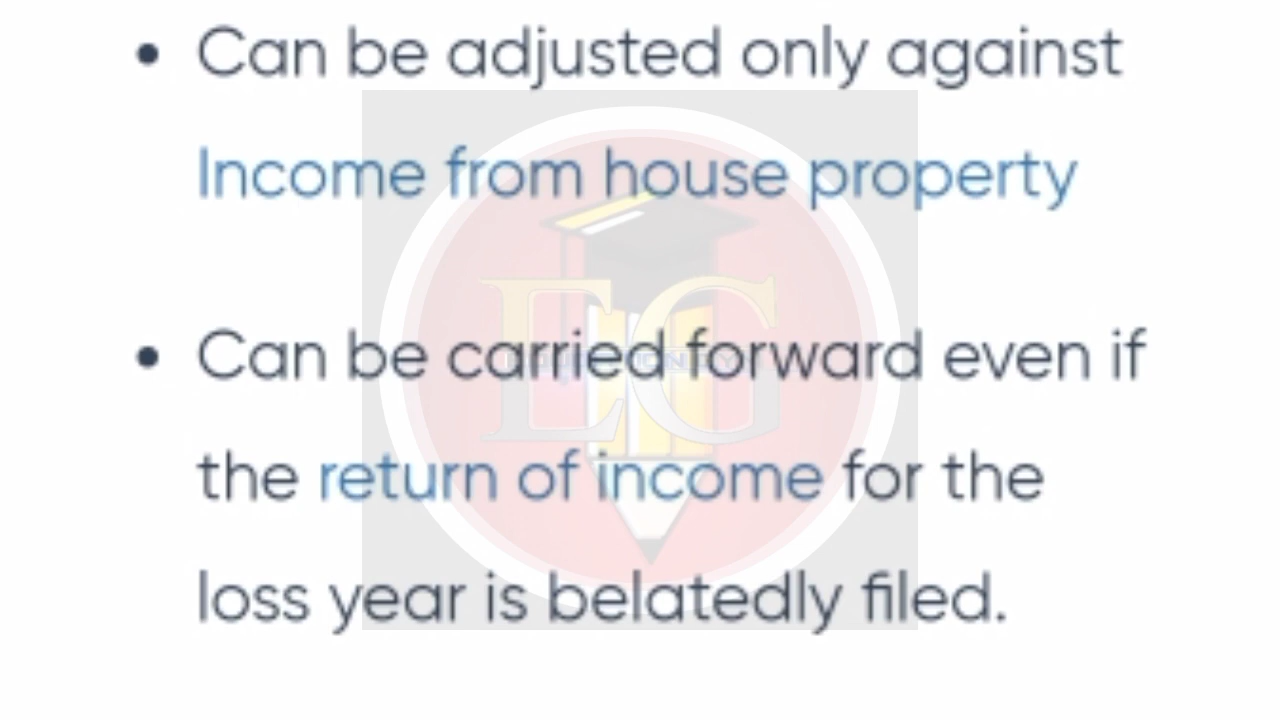 • Can be adjusted only against
Income from house property
• Can be carried forward even if
the return of income for the
loss year is belatedly filed.
EG